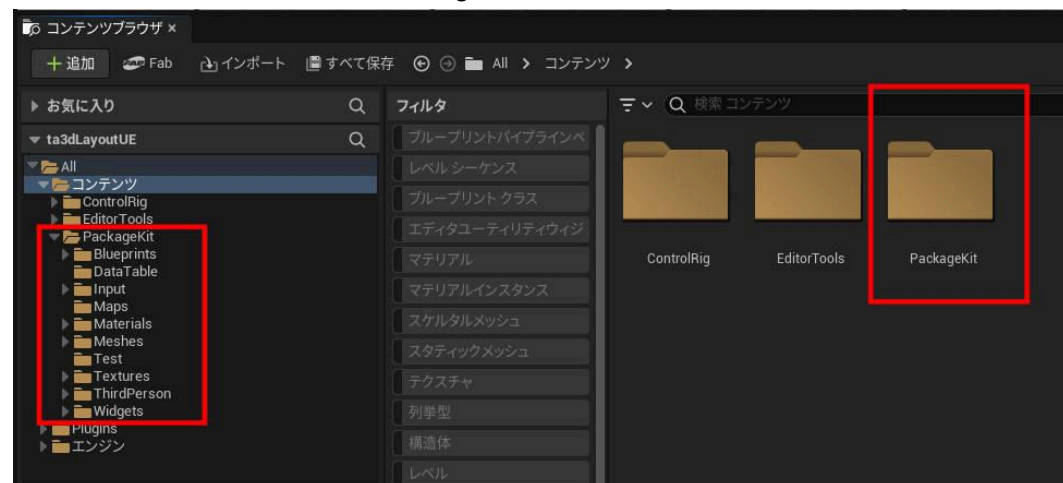 コンテンツブラウザ ×
追加 Fab インポート すべて保存 All > コンテンツ >
お気に入り
ta3dLayoutUE
All
コンテンツ
ControlRig
EditorTools
PackageKit
Blueprints
DataTable
Input
Maps
Materials
Meshes
Test
Textures
ThirdPerson
Widgets
Plugins
エンジン
フィルタ
ブループリントパイプラインベ
レベル シーケンス
ブループリント クラス
エディタユーティリティウィジ
マテリアル
マテリアルインスタンス
スケルタルメッシュ
スタティックメッシュ
テクスチャ
列挙型
構造体
レベル
検索 コンテンツ
ControlRig
EditorTools
PackageKit